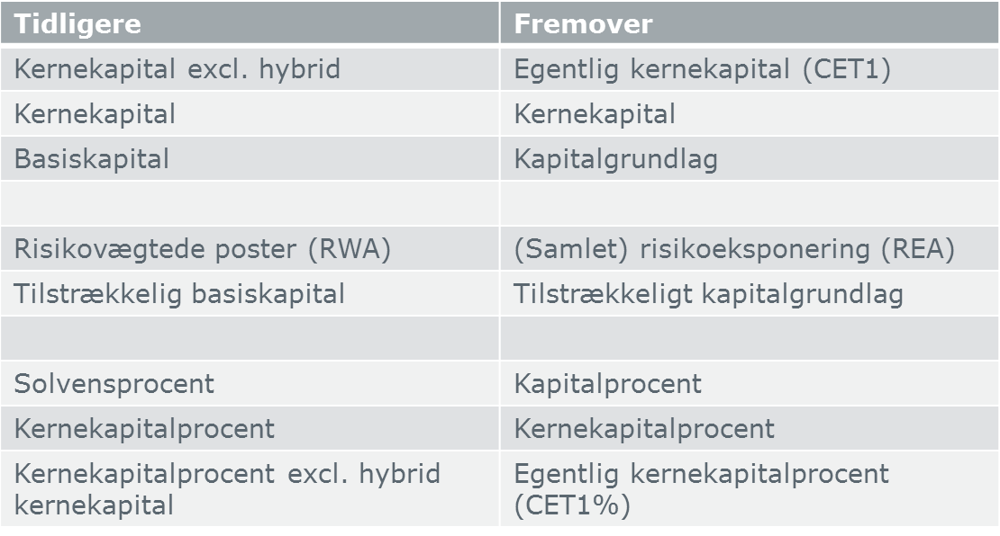 Tidligere Fremover
Kernekapital excl. hybrid Egentlig kernekapital (CET1)
Kernekapital Kernekapital
Basiskapital Kapitalgrundlag
Risikovægtede poster (RWA) (Samlet) risikoeksponering (REA)
Tilstrækkelig basiskapital Tilstrækkeligt kapitalgrundlag
Solvensprocent Kapitalprocent
Kernekapitalprocent Kernekapitalprocent
Kernekapitalprocent excl. hybrid Egentlig kernekapitalprocent
kernekapital (CET1%)